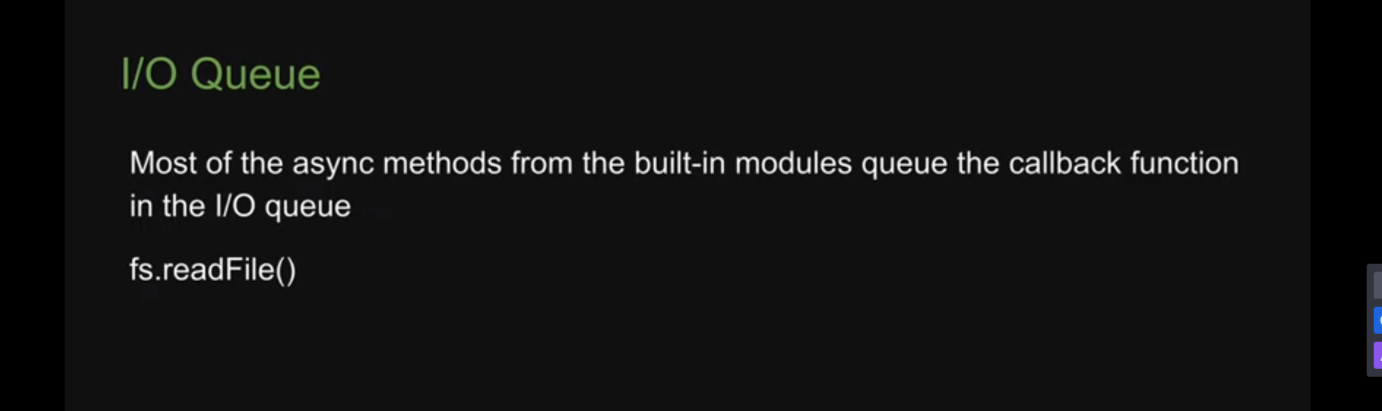 I/O Queue
Most of the async methods from the built-in modules queue the callback function
in the I/O queue
fs.readFile()